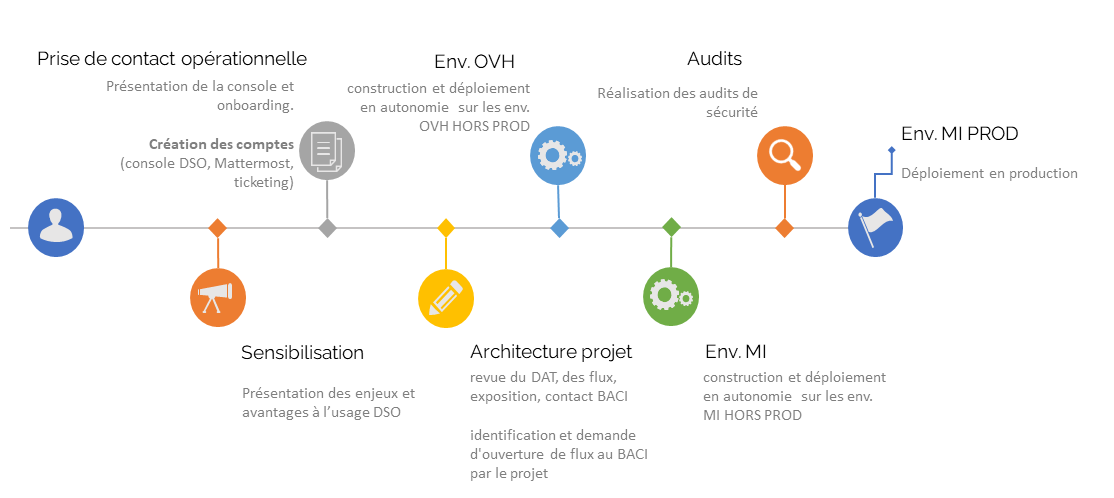 Prise de contact opérationnelle
Présentation de la console et
onboarding.
Création des comptes
(console DSO, Mattermost,
ticketing)
Env. OVH
construction et déploiement
en autonomie sur les env.
OVH HORS PROD
Audits
Réalisation des audits de
sécurité
Env. MI PROD
Déploiement en production
Sensibilisation
Présentation des enjeux et
avantages à l’usage DSO
Architecture projet
revue du DAT, des flux,
exposition, contact BACI
identification et demande
d'ouverture de flux au BACI
par le projet
Env. MI
construction et déploiement
en autonomie sur les env.
MI HORS PROD